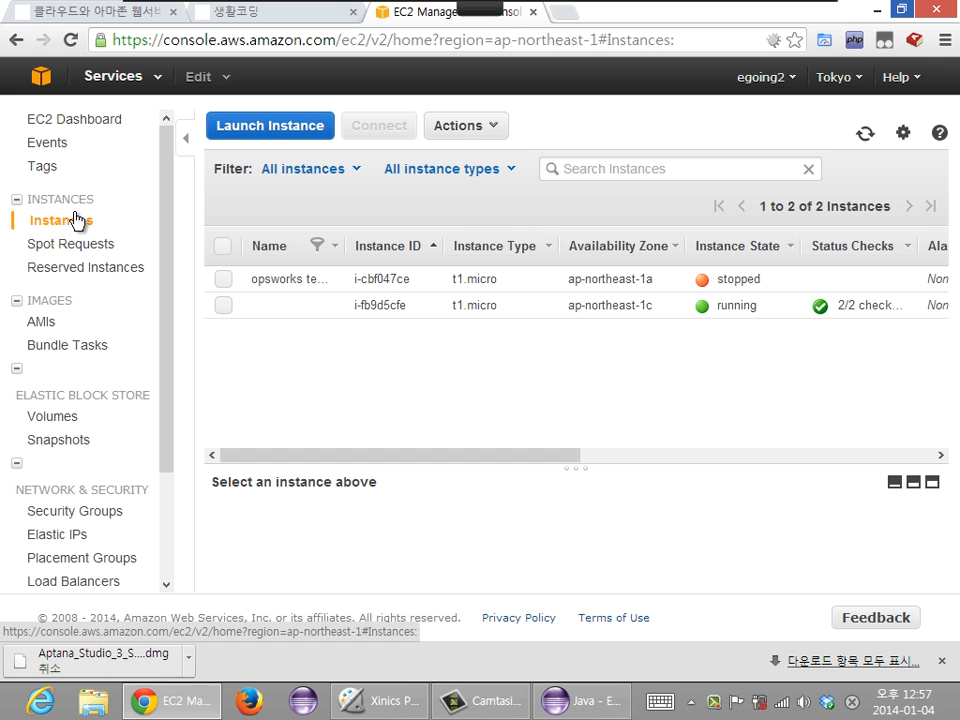 클라우드와 아마존 웹서비
생활코딩
EC2 Manage
https://console.aws.amazon.com/ec2/v2/home?region=ap-northeast-1#Instances:
php
Services
Edit
egoing2
Tokyo
Help
EC2 Dashboard
Events
Tags
INSTANCES
Instances
Spot Requests
Reserved Instances
IMAGES
AMIs
Bundle Tasks
ELASTIC BLOCK STORE
Volumes
Snapshots
NETWORK & SECURITY
Security Groups
Elastic IPs
Placement Groups
Load Balancers
Launch Instance
Connect
Actions
Filter: All instances All instance types Search Instances
1 to 2 of 2 Instances
Name Instance ID Instance Type Availability Zone Instance State Status Checks Ala
opsworks te... i-cbf047ce t1.micro ap-northeast-1a stopped Non
i-fb9d5cfe t1.micro ap-northeast-1c running 2/2 check... Non
Select an instance above
© 2008 - 2014, Amazon Web Services, Inc. or its affiliates. All rights reserved. Privacy Policy Terms of Use
Feedback
https://console.aws.amazon.com/ec2/v2/home?region=ap-northeast-1#Instances:
Aptana_Studio_3_S....dmg
취소
다운로드 항목 모두 표시...
EC2 Ma...
Xinics P...
Camtasi...
Java - E...
오후 12:57
2014-01-04